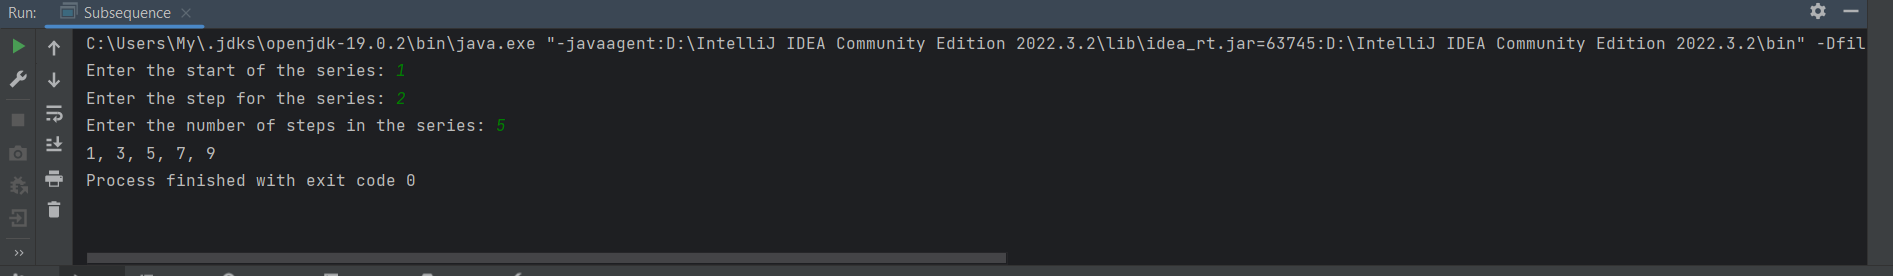 Run: Subsequence
C:\Users\My\.jdks\openjdk-19.0.2\bin\java.exe "-javaagent:D:\IntelliJ IDEA Community Edition 2022.3.2\lib\idea_rt.jar=63745:D:\IntelliJ IDEA Community Edition 2022.3.2\bin" -Dfil
Enter the start of the series: 1
Enter the step for the series: 2
Enter the number of steps in the series: 5
1, 3, 5, 7, 9
Process finished with exit code 0